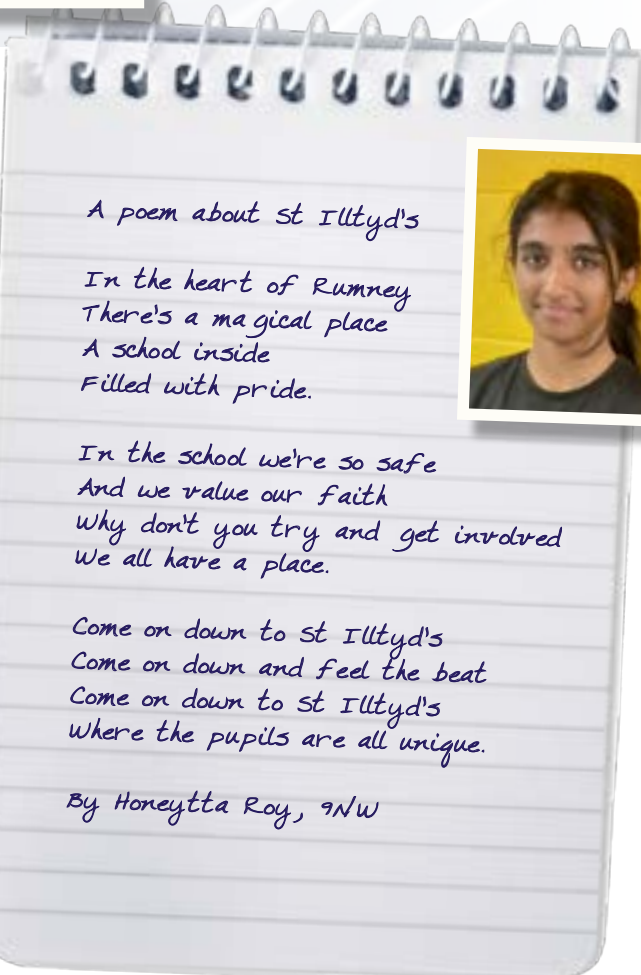 A poem about St Illtyd's
In the heart of Rumney
There's a magical place
A school inside
Filled with pride.
In the school we're so safe
And we value our faith
Why don't you try and get involved
We all have a place.
Come on down to St Illtyd's
Come on down and feel the beat
Come on down to St Illtyd's
Where the pupils are all unique.
By Honeytta Roy, 9NW